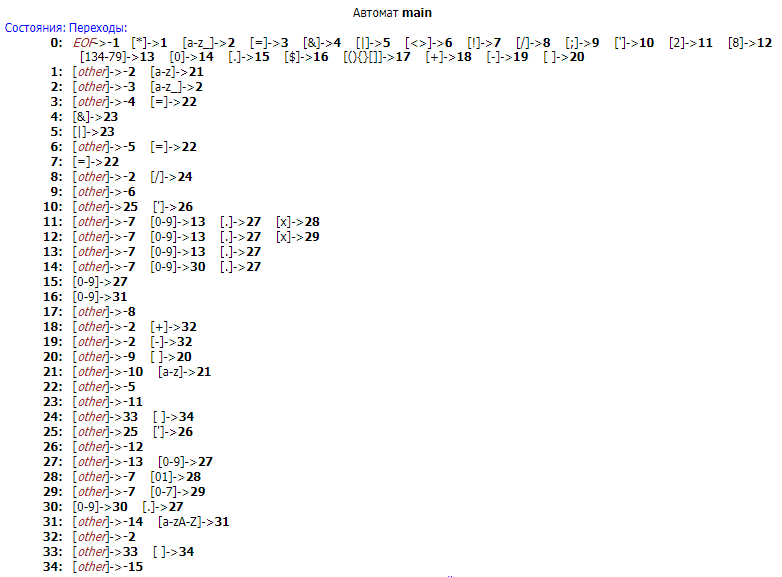 Автомат main
Состояния: Переходы:
0: EOF->-1 [*]->1 [a-z_]->2 [=]->3 [&]->4 [|]->5 [<>]->6 [!]->7 [/]->8 [;]->9 [']->10 [2]->11 [8]->12
[134-79]->13 [0]->14 [.]->15 [$]->16 [(){}[]]->17 [+]->18 [-]->19 [ ]->20
1: [other]->-2 [a-z]->21
2: [other]->-3 [a-z_]->2
3: [other]->-4 [=]->22
4: [&]->23
5: [|]->23
6: [other]->-5 [=]->22
7: [=]->22
8: [other]->-2 [/]->24
9: [other]->-6
10: [other]->25 [']->26
11: [other]->-7 [0-9]->13 [.]->27 [x]->28
12: [other]->-7 [0-9]->13 [.]->27 [x]->29
13: [other]->-7 [0-9]->13 [.]->27
14: [other]->-7 [0-9]->30 [.]->27
15: [0-9]->27
16: [0-9]->31
17: [other]->-8
18: [other]->-2 [+]->32
19: [other]->-2 [-]->32
20: [other]->-9 [ ]->20
21: [other]->-10 [a-z]->21
22: [other]->-5
23: [other]->-11
24: [other]->33 [ ]->34
25: [other]->25 [']->26
26: [other]->-12
27: [other]->-13 [0-9]->27
28: [other]->-7 [01]->28
29: [other]->-7 [0-7]->29
30: [0-9]->30 [.]->27
31: [other]->-14 [a-zA-Z]->31
32: [other]->-2
33: [other]->33 [ ]->34
34: [other]->-15